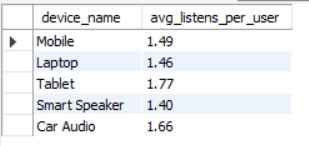 device_name avg_listens_per_user
Mobile 1.49
Laptop 1.46
Tablet 1.77
Smart Speaker 1.40
Car Audio 1.66